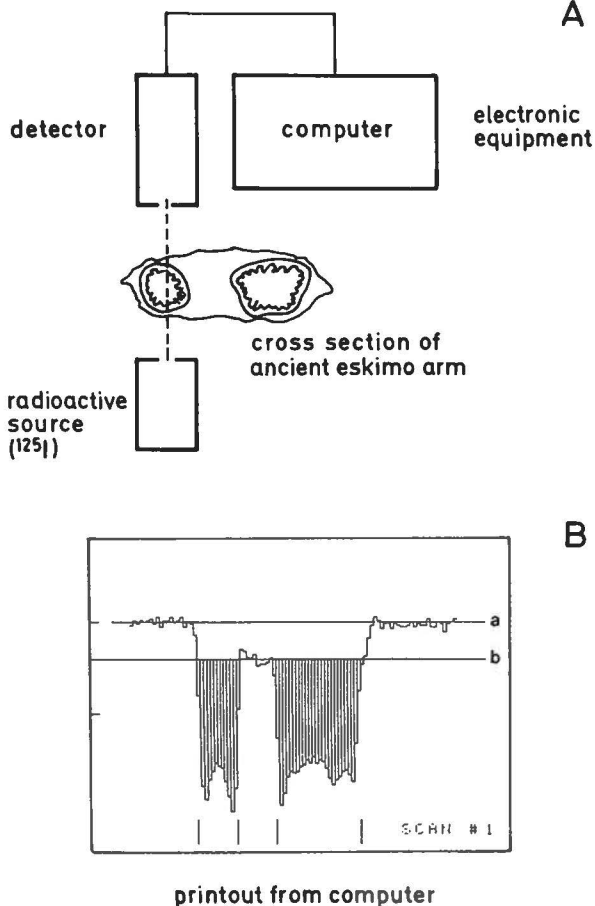 A
detector
computer
electronic
equipment
cross section of
ancient eskimo arm
radioactive
source
(¹²⁵I)
B
a
b
SCAN #1
printout from computer